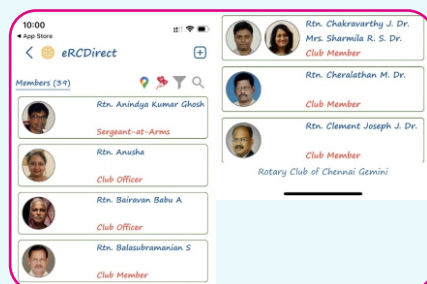 10:00
◂ App Store
eRCDirect
Members (39)
Rtn. Anindya Kumar Ghosh
Sergeant-at-Arms
Rtn. Anusha
Club Officer
Rtn. Bairavan Babu A
Club Officer
Rtn. Balasubramanian S
Club Member
Rtn. Chakravarthy J. Dr.
Mrs. Sharmila R. S. Dr.
Club Member
Rtn. Cheralathan M. Dr.
Club Member
Rtn. Clement Joseph J. Dr.
Club Member
Rotary Club of Chennai Gemini